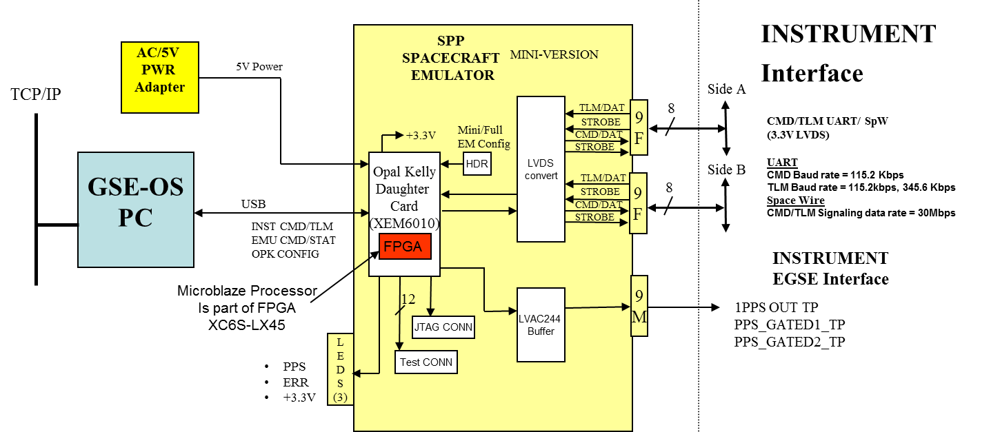 TCP/IP
AC/5V
PWR
Adapter
5V Power
GSE-OS
PC
USB
INST CMD/TLM
EMU CMD/STAT
OPK CONFIG
Microblaze Processor
Is part of FPGA
XC6S-LX45
• PPS
• ERR
• +3.3V
L
E
D
S
(3)
SPP
SPACECRAFT
EMULATOR
MINI-VERSION
+3.3V
Mini/Full
EM Config
HDR
Opal Kelly
Daughter
Card
(XEM6010)
FPGA
12
JTAG CONN
Test CONN
LVDS
convert
TLM/DAT
STROBE
CMD/DAT
STROBE
9
F
8
TLM/DAT
STROBE
CMD/DAT
STROBE
9
F
8
LVAC244
Buffer
9
M
Side A
Side B
INSTRUMENT
Interface
CMD/TLM UART/ SpW
(3.3V LVDS)
UART
CMD Baud rate = 115.2 Kbps
TLM Baud rate = 115.2kbps, 345.6 Kbps
Space Wire
CMD/TLM Signaling data rate = 30Mbps
INSTRUMENT
EGSE Interface
1PPS OUT TP
PPS_GATED1_TP
PPS_GATED2_TP